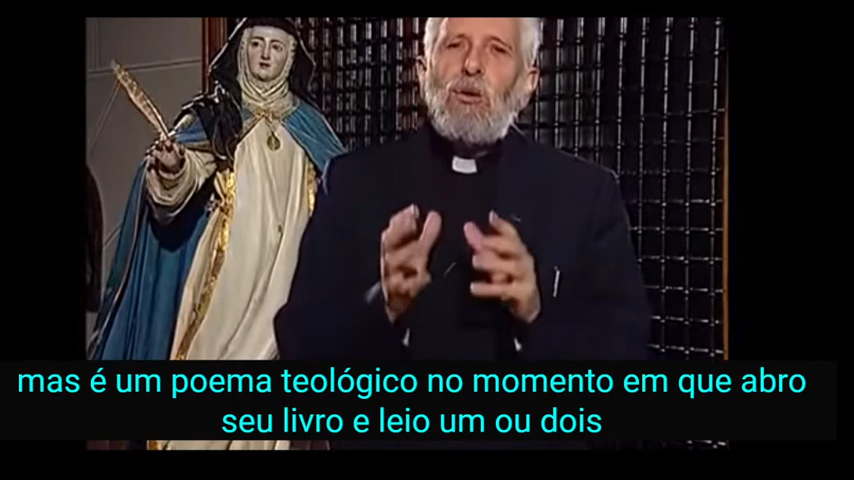 mas é um poema teológico no momento em que abro
seu livro e leio um ou dois